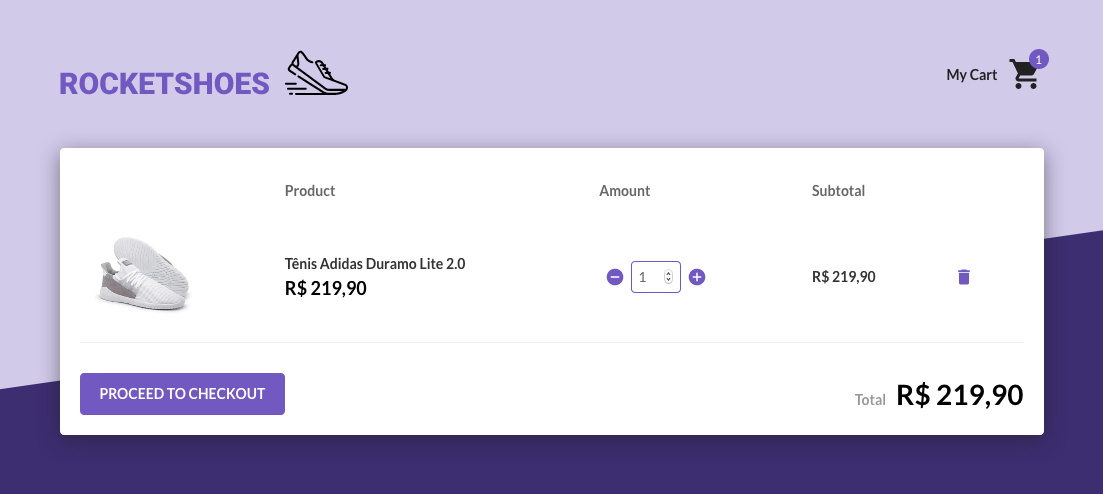 ROCKETSHOES
My Cart
1
Product Amount Subtotal
Tênis Adidas Duramo Lite 2.0
R$ 219,90
1
R$ 219,90
PROCEED TO CHECKOUT
Total R$ 219,90